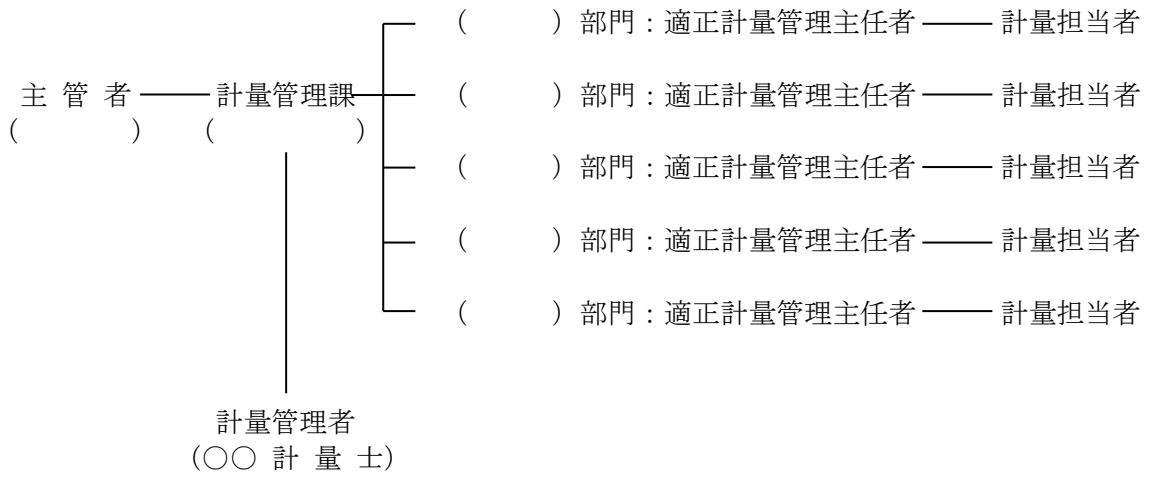 （　　　）部門：適正計量管理主任者 計量担当者
主 管 者 計量管理課 （　　　）部門：適正計量管理主任者 計量担当者
（　　　　） （　　　　　）
（　　　）部門：適正計量管理主任者 計量担当者
（　　　）部門：適正計量管理主任者 計量担当者
（　　　）部門：適正計量管理主任者 計量担当者
計量管理者
（○○ 計 量 士）